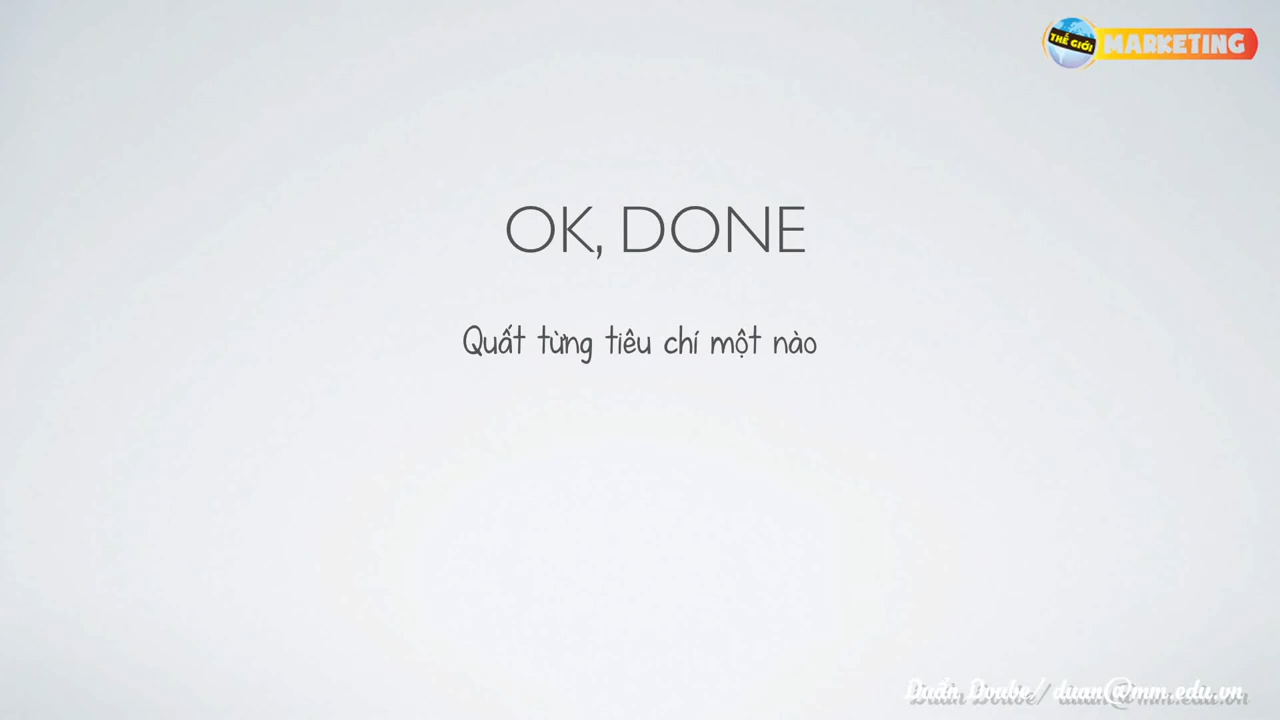 THẾ GIỚI MARKETING
OK, DONE
Quất từng tiêu chí một nào
Duẩn Doube/ duan@mm.edu.vn